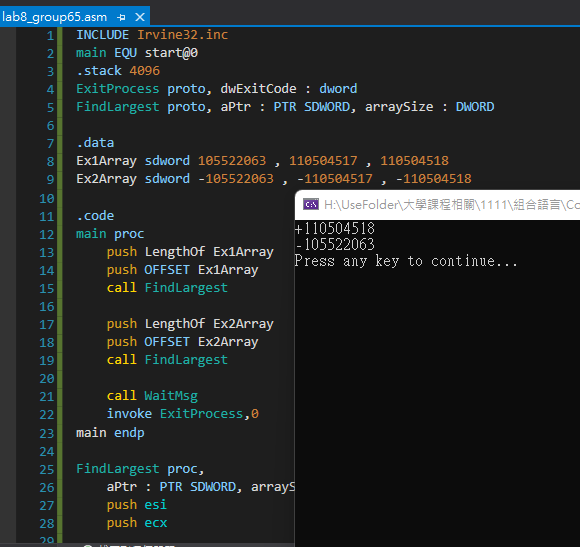 lab8_group65.asm
1 INCLUDE Irvine32.inc
2 main EQU start@0
3 .stack 4096
4 ExitProcess proto, dwExitCode : dword
5 FindLargest proto, aPtr : PTR SDWORD, arraySize : DWORD
6
7 .data
8 Ex1Array sdword 105522063 , 110504517 , 110504518
9 Ex2Array sdword -105522063 , -110504517 , -110504518
10
11 .code
12 main proc
13 push LengthOf Ex1Array
14 push OFFSET Ex1Array
15 call FindLargest
16
17 push LengthOf Ex2Array
18 push OFFSET Ex2Array
19 call FindLargest
20
21 call WaitMsg
22 invoke ExitProcess,0
23 main endp
24
25 FindLargest proc,
26 aPtr : PTR SDWORD, arrayS
27 push esi
28 push ecx
29
H:\UseFolder\大學課程相關\1111\組合語言\Co
+110504518
-105522063
Press any key to continue...